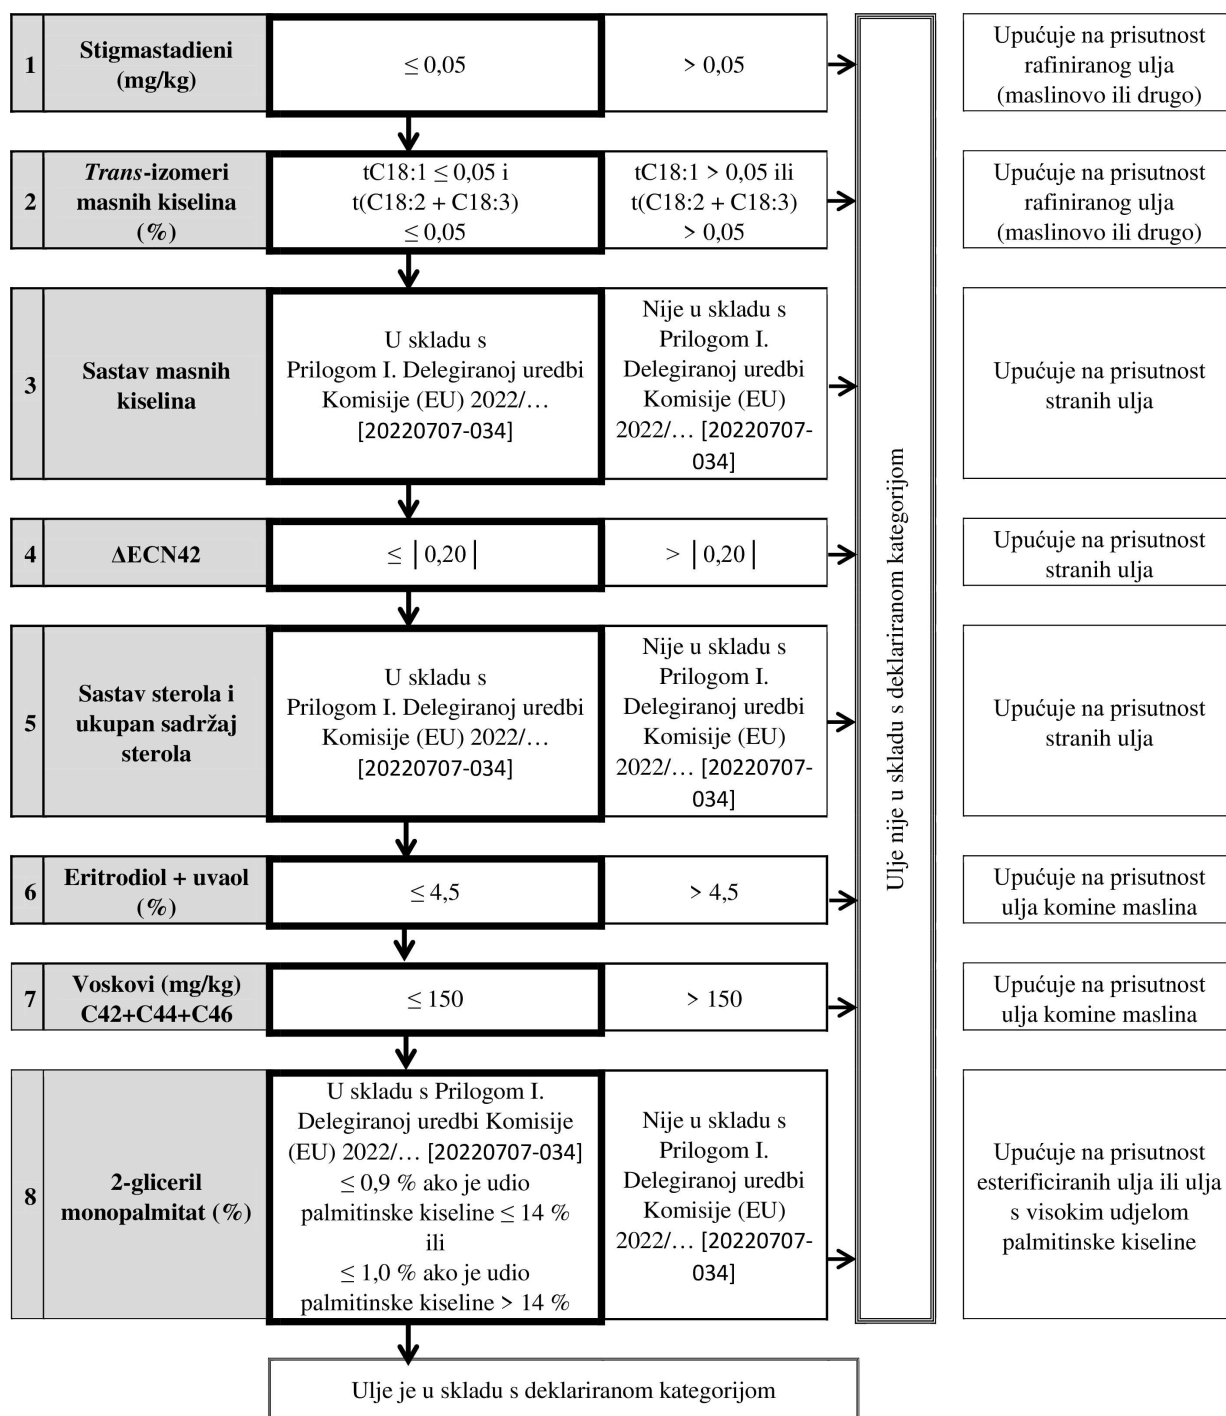 1
Stigmastadieni
(mg/kg)
≤ 0,05
> 0,05
Upućuje na prisutnost
rafiniranog ulja
(maslinovo ili drugo)
2
Trans-izomeri
masnih kiselina
(%)
tC18:1 ≤ 0,05 i
t(C18:2 + C18:3)
≤ 0,05
tC18:1 > 0,05 ili
t(C18:2 + C18:3)
> 0,05
Upućuje na prisutnost
rafiniranog ulja
(maslinovo ili drugo)
3
Sastav masnih
kiselina
U skladu s
Prilogom I. Delegiranoj uredbi
Komisije (EU) 2022/…
[20220707-034]
Nije u skladu s
Prilogom I.
Delegiranoj uredbi
Komisije (EU)
2022/… [20220707-
034]
Upućuje na prisutnost
stranih ulja
4
ΔECN42
≤ |0,20|
> |0,20|
Upućuje na prisutnost
stranih ulja
5
Sastav sterola i
ukupan sadržaj
sterola
U skladu s
Prilogom I. Delegiranoj uredbi
Komisije (EU) 2022/…
[20220707-034]
Nije u skladu s
Prilogom I.
Delegiranoj uredbi
Komisije (EU)
2022/… [20220707-
034]
Upućuje na prisutnost
stranih ulja
6
Eritrodiol + uvaol
(%)
≤ 4,5
> 4,5
Upućuje na prisutnost
ulja komine maslina
7
Voskovi (mg/kg)
C42+C44+C46
≤ 150
> 150
Upućuje na prisutnost
ulja komine maslina
8
2-gliceril
monopalmitat (%)
U skladu s Prilogom I.
Delegiranoj uredbi Komisije
(EU) 2022/… [20220707-034]
≤ 0,9 % ako je udio
palmitinske kiseline ≤ 14 %
ili
≤ 1,0 % ako je udio
palmitinske kiseline > 14 %
Nije u skladu s
Prilogom I.
Delegiranoj uredbi
Komisije (EU)
2022/… [20220707-
034]
Upućuje na prisutnost
esterificiranih ulja ili ulja
s visokim udjelom
palmitinske kiseline
Ulje nije u skladu s deklariranom kategorijom
Ulje je u skladu s deklariranom kategorijom